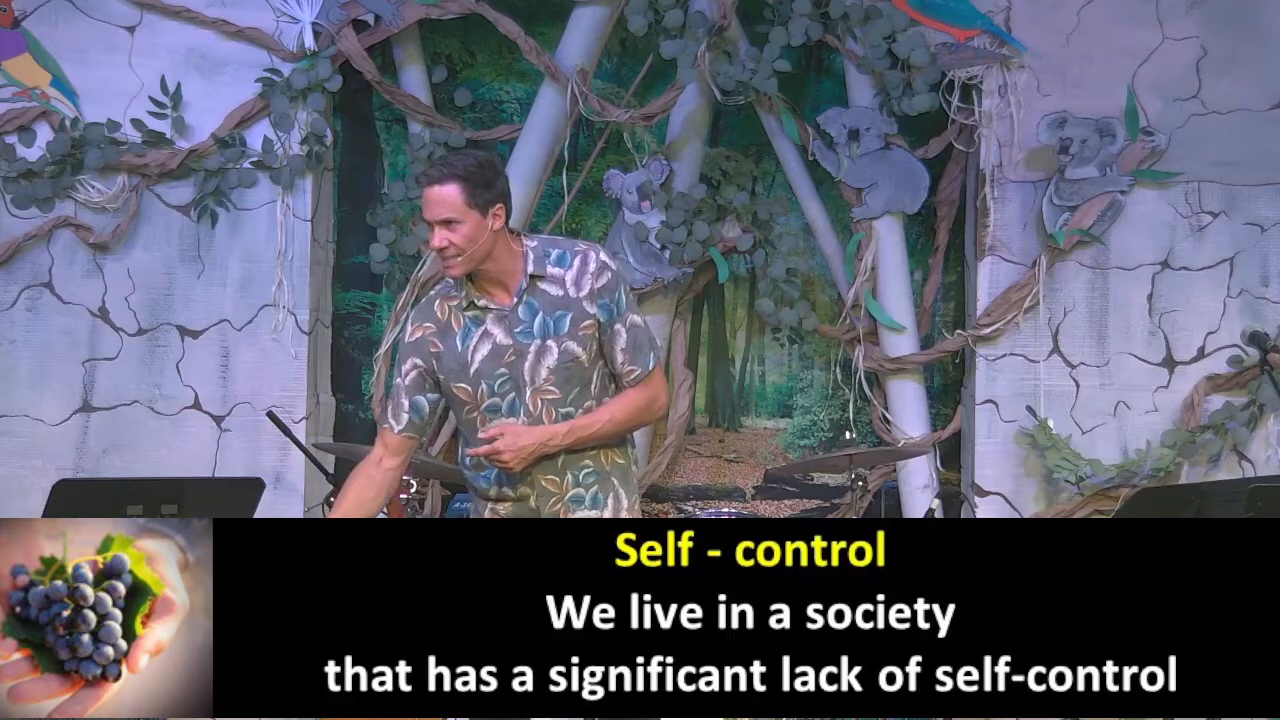 Self - control
We live in a society
that has a significant lack of self-control